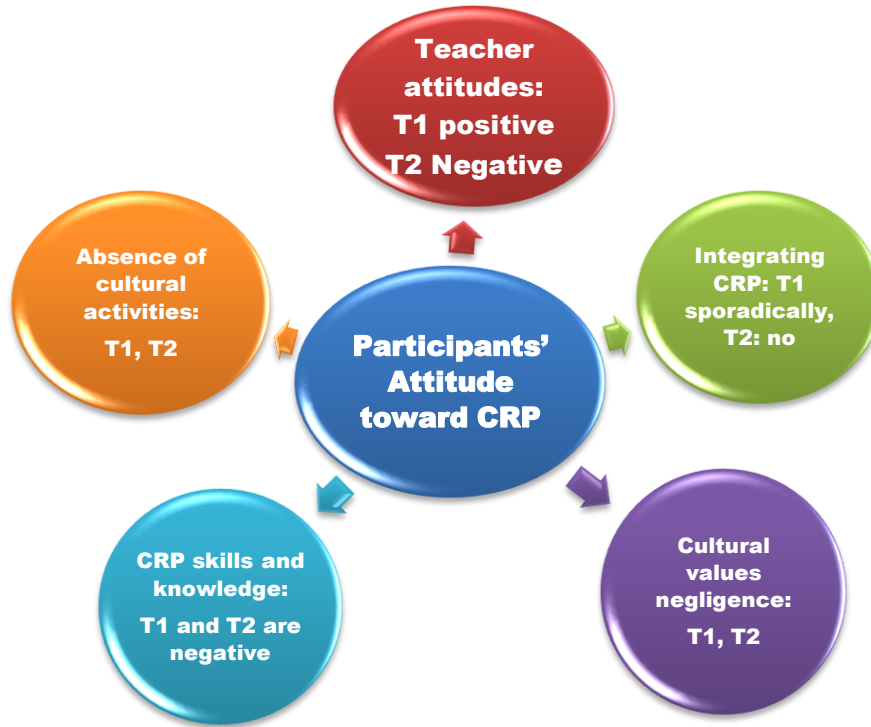 Teacher
attitudes:
T1 positive
T2 Negative
Absence of
cultural
activities:
T1, T2
Integrating
CRP: T1
sporadically,
T2: no
Participants’
Attitude
toward CRP
CRP skills and
knowledge:
T1 and T2 are
negative
Cultural
values
negligence:
T1, T2